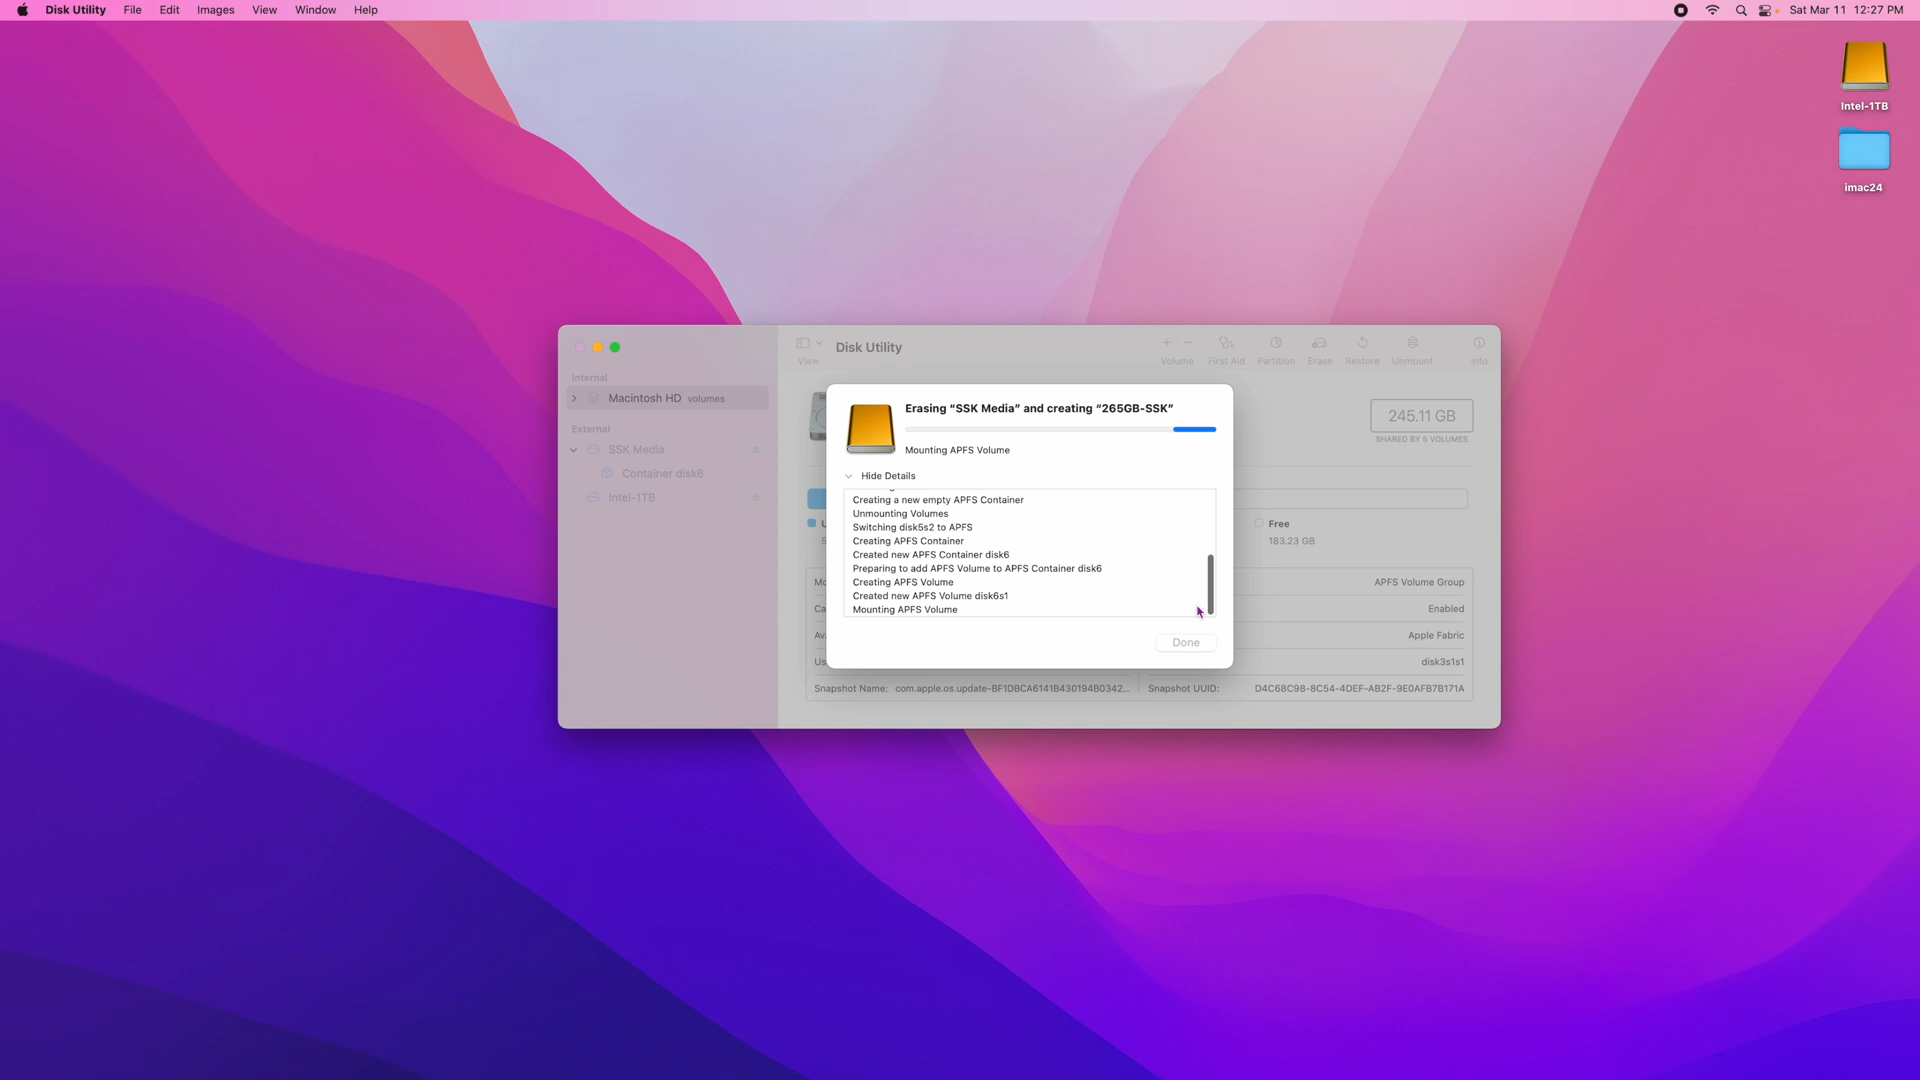 Disk Utility File Edit Images View Window Help Sat Mar 11 12:27 PM
Intel-1TB
imac24
Disk Utility
View Volume First Aid Partition Erase Restore Unmount Info
Internal
Macintosh HD volumes
External
SSK Media
Container disk6
Intel-1TB
245.11 GB
SHARED BY 5 VOLUMES
Erasing “SSK Media” and creating “265GB-SSK”
Mounting APFS Volume
Hide Details
Creating a new empty APFS Container
Unmounting Volumes
Switching disk5s2 to APFS
Creating APFS Container
Created new APFS Container disk6
Preparing to add APFS Volume to APFS Container disk6
Creating APFS Volume
Created new APFS Volume disk6s1
Mounting APFS Volume
Done
Free
183.23 GB
APFS Volume Group
Enabled
Apple Fabric
disk3s1s1
Snapshot Name: com.apple.os.update-BF1DBCA6141B430194B0342... Snapshot UUID: D4C68C98-8C54-4DEF-AB2F-9E0AFB7B171A